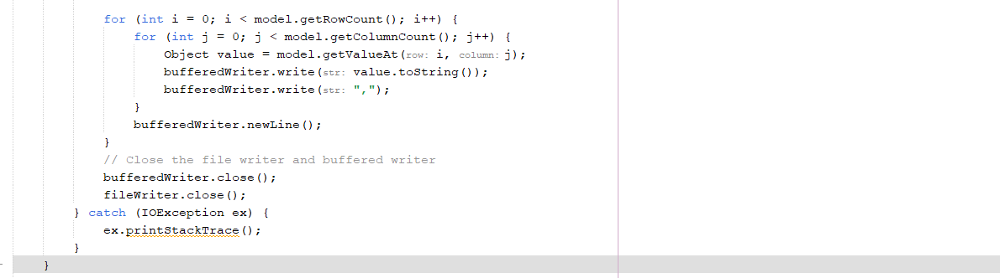 for (int i = 0; i < model.getRowCount(); i++) {
for (int j = 0; j < model.getColumnCount(); j++) {
Object value = model.getValueAt(row: i, column: j);
bufferedWriter.write(str: value.toString());
bufferedWriter.write(str: ",");
}
bufferedWriter.newLine();
}
// Close the file writer and buffered writer
bufferedWriter.close();
fileWriter.close();
} catch (IOException ex) {
ex.printStackTrace();
}
}